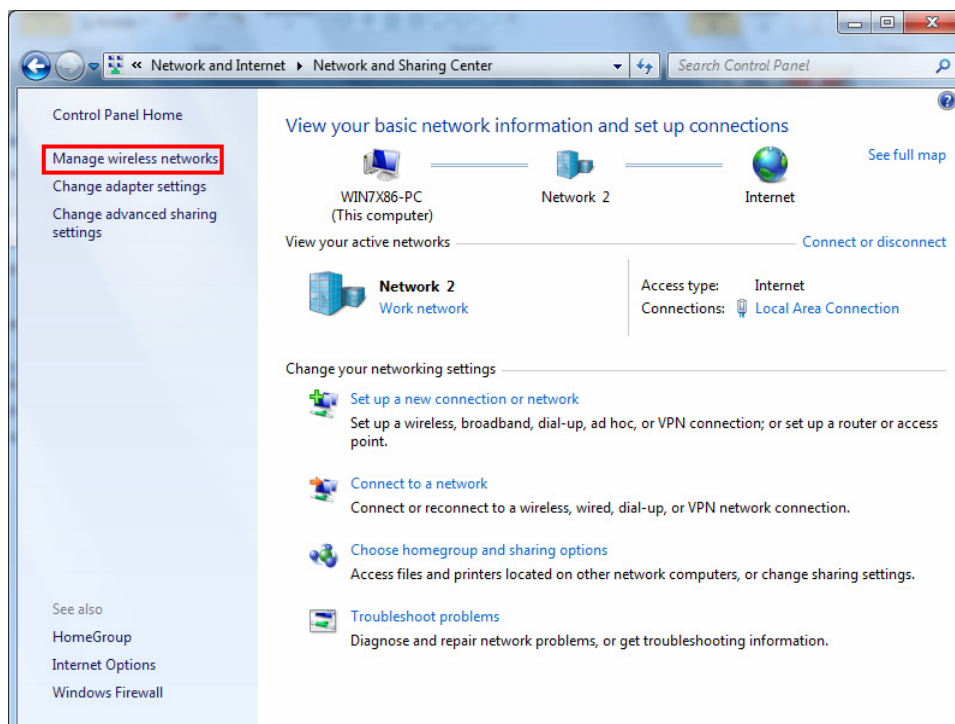 « Network and Internet ▸ Network and Sharing Center
Search Control Panel
Control Panel Home
Manage wireless networks
Change adapter settings
Change advanced sharing
settings
See also
HomeGroup
Internet Options
Windows Firewall
View your basic network information and set up connections
See full map
WIN7X86-PC
(This computer)
Network 2
Internet
View your active networks
Connect or disconnect
Network 2
Work network
Access type: Internet
Connections: Local Area Connection
Change your networking settings
Set up a new connection or network
Set up a wireless, broadband, dial-up, ad hoc, or VPN connection; or set up a router or access
point.
Connect to a network
Connect or reconnect to a wireless, wired, dial-up, or VPN network connection.
Choose homegroup and sharing options
Access files and printers located on other network computers, or change sharing settings.
Troubleshoot problems
Diagnose and repair network problems, or get troubleshooting information.